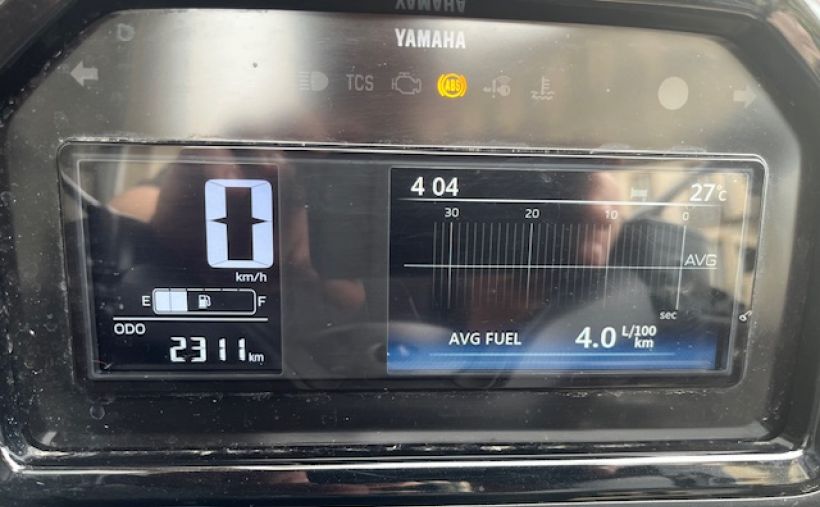 YAMAHA
TCS ABS
4 04 27°c
30 20 10 0
0
km/h
AVG
E F
sec
ODO
2311 km
AVG FUEL 4.0 L/100 km